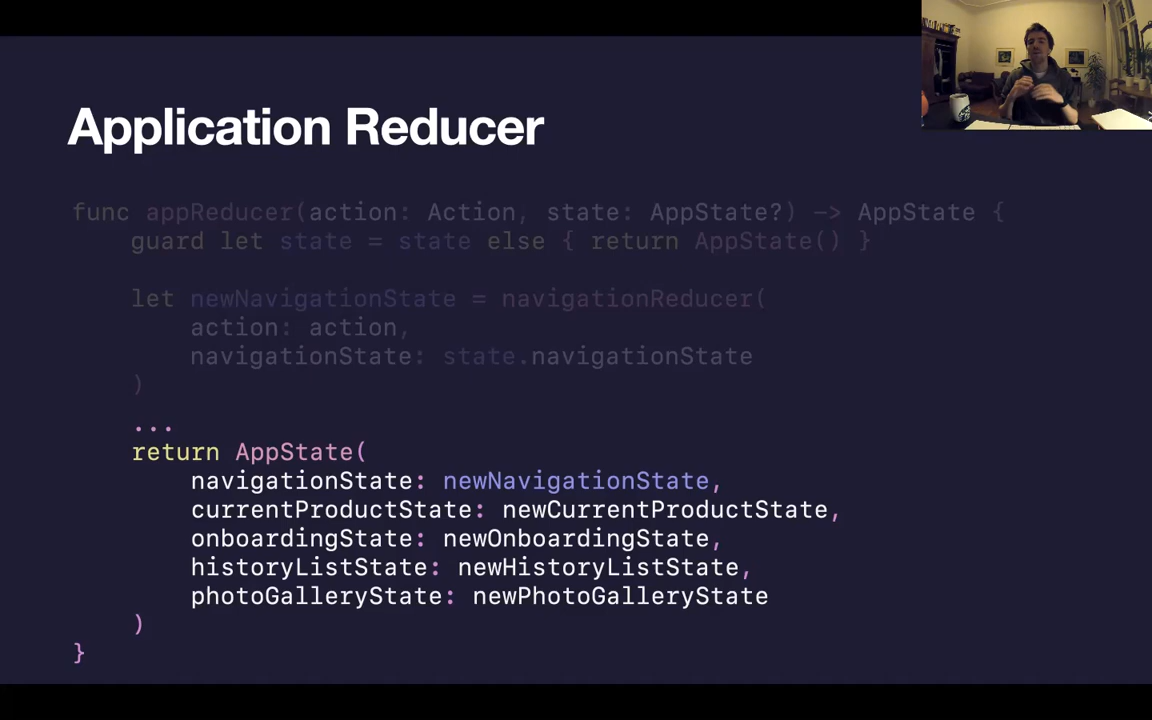 Application Reducer
func appReducer(action: Action, state: AppState?) -> AppState {
guard let state = state else { return AppState() }
let newNavigationState = navigationReducer(
action: action,
navigationState: state.navigationState
)
...
return AppState(
navigationState: newNavigationState,
currentProductState: newCurrentProductState,
onboardingState: newOnboardingState,
historyListState: newHistoryListState,
photoGalleryState: newPhotoGalleryState
)
}